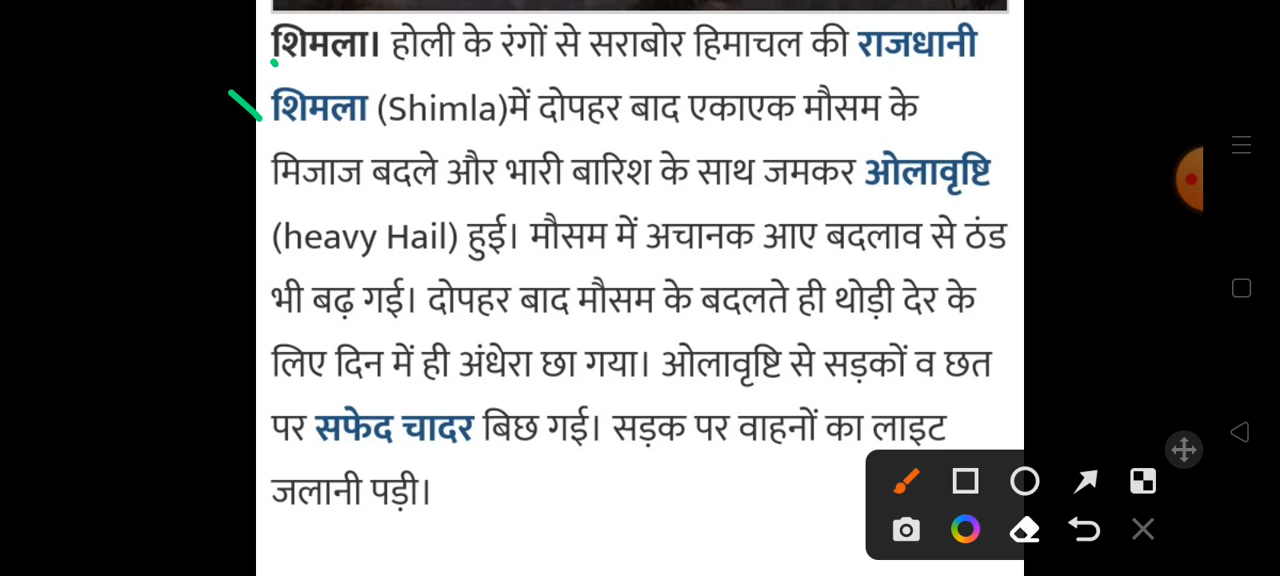 शिमला। होली के रंगों से सराबोर हिमाचल की राजधानी
शिमला (Shimla)में दोपहर बाद एकाएक मौसम के
मिजाज बदले और भारी बारिश के साथ जमकर ओलावृष्टि
(heavy Hail) हुई। मौसम में अचानक आए बदलाव से ठंड
भी बढ़ गई। दोपहर बाद मौसम के बदलते ही थोड़ी देर के
लिए दिन में ही अंधेरा छा गया। ओलावृष्टि से सड़कों व छत
पर सफेद चादर बिछ गई। सड़क पर वाहनों का लाइट
जलानी पड़ी।